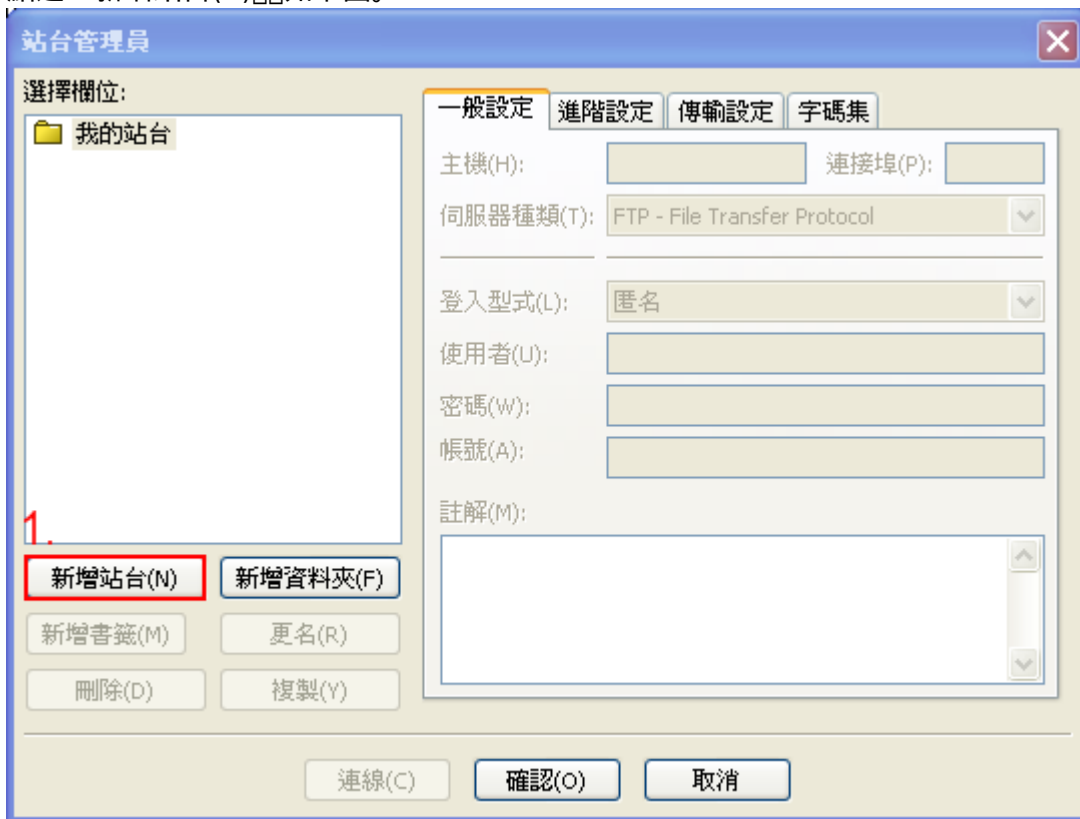 站台管理員
選擇欄位:
我的站台
一般設定 進階設定 傳輸設定 字碼集
主機(H): 連接埠(P):
伺服器種類(T): FTP - File Transfer Protocol
登入型式(L): 匿名
使用者(U):
密碼(W):
帳號(A):
註解(M):
1.
新增站台(N) 新增資料夾(F)
新增書籤(M) 更名(R)
刪除(D) 複製(Y)
連線(C) 確認(O) 取消